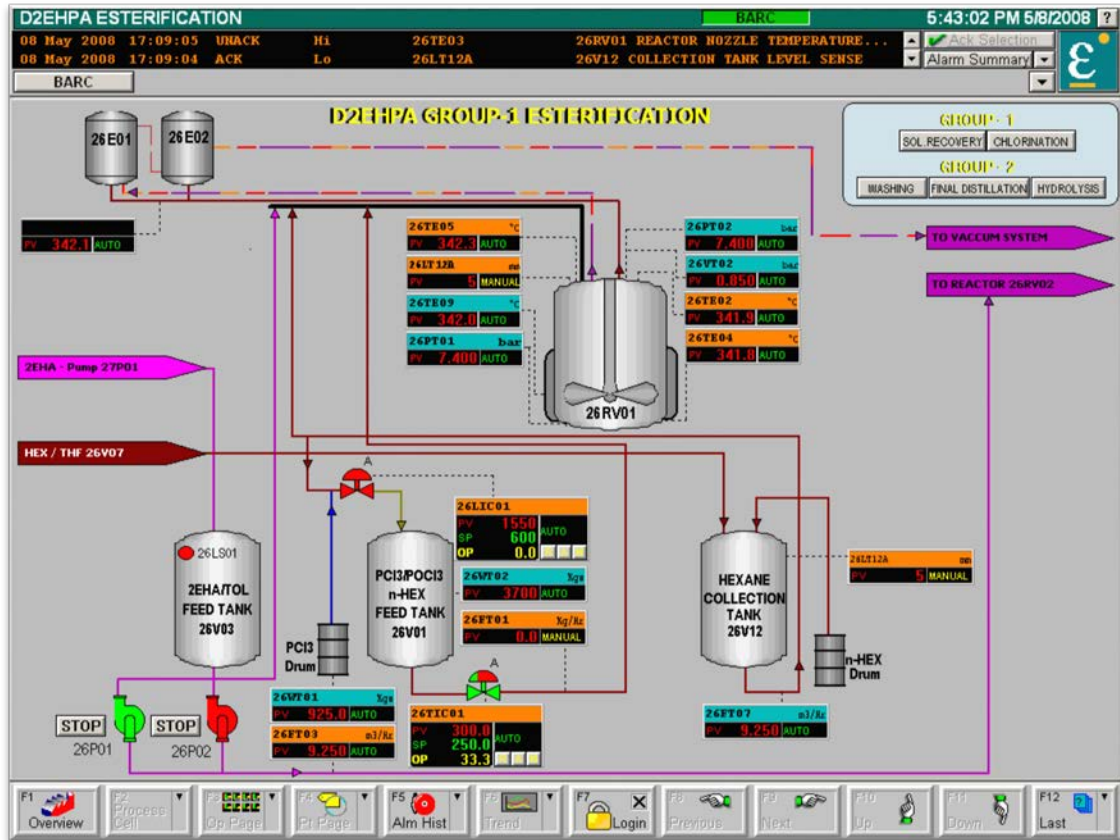 D2EHPA ESTERIFICATION BARC 5:43:02 PM 5/8/2008 ?
08 May 2008 17:09:05 UNACK Hi 26TE03 26RV01 REACTOR NOZZLE TEMPERATURE...
08 May 2008 17:09:04 ACK Lo 26LT12A 26V12 COLLECTION TANK LEVEL SENSE
Ack Selection
Alarm Summary
BARC
D2EHPA GROUP-1 ESTERIFICATION
GROUP - 1
SOL.RECOVERY CHLORINATION
GROUP - 2
WASHING FINAL DISTILLATION HYDROLYSIS
26E01
26E02
PV 342.1 AUTO
26TE05 °C
PV 342.3 AUTO
26LT12A mm
PV 5 MANUAL
26TE09 °C
PV 342.0 AUTO
26PT01 bar
PV 7.400 AUTO
26PT02 bar
PV 7.400 AUTO
26VT02 bar
PV 0.850 AUTO
26TE02 °C
PV 341.9 AUTO
26TE04 °C
PV 341.8 AUTO
26RV01
TO VACCUM SYSTEM
TO REACTOR 26RV02
2EHA - Pump 27P01
HEX / THF 26V07
A
26LIC01
PV 1550
SP 600
OP 0.0
AUTO
26WT02 Kgs
PV 3700 AUTO
26FT01 Kg/Hr
PV 0.0 MANUAL
26LS01
2EHA/TOL
FEED TANK
26V03
PCl3/POCl3
n-HEX
FEED TANK
26V01
PCl3
Drum
HEXANE
COLLECTION
TANK
26V12
26LT12A mm
PV 5 MANUAL
n-HEX
Drum
A
26WT01 Kgs
PV 925.0 AUTO
26FT03 m3/Hr
PV 9.250 AUTO
26TIC01
PV 300.0
SP 250.0
OP 33.3
AUTO
26FT07 m3/Hr
PV 9.250 AUTO
STOP
26P01
STOP
26P02
F1
Overview
F2
Process
Cell
F3
Op Page
F4
Pt Page
F5
Alm Hist
F6
Trend
F7
Login
F8
Previous
F9
Next
F10
Up
F11
Down
F12
Last